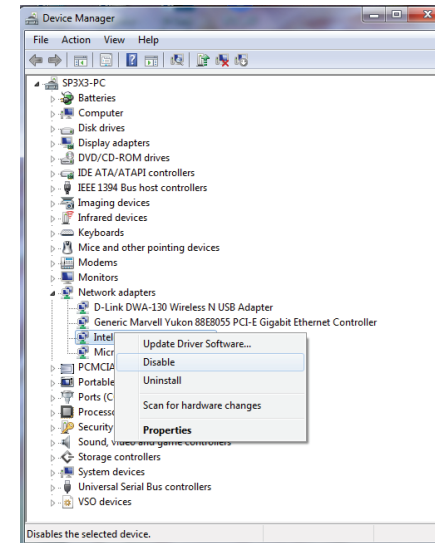 Device Manager
File Action View Help
SP3X3-PC
Batteries
Computer
Disk drives
Display adapters
DVD/CD-ROM drives
IDE ATA/ATAPI controllers
IEEE 1394 Bus host controllers
Imaging devices
Infrared devices
Keyboards
Mice and other pointing devices
Modems
Monitors
Network adapters
D-Link DWA-130 Wireless N USB Adapter
Generic Marvell Yukon 88E8055 PCI-E Gigabit Ethernet Controller
Intel
Micr
PCMCIA
Portable
Ports (C
Processo
Security
Sound, video and game controllers
Storage controllers
System devices
Universal Serial Bus controllers
VSO devices
Update Driver Software...
Disable
Uninstall
Scan for hardware changes
Properties
Disables the selected device.